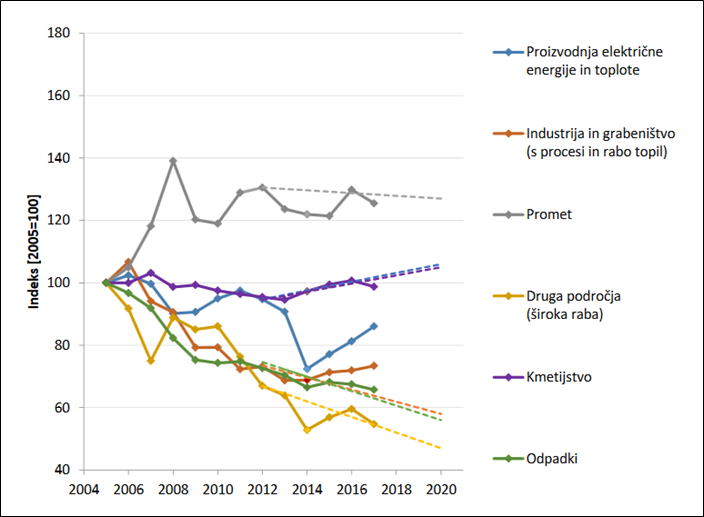 180
160
140
120
100
80
60
40
Indeks [2005=100]
2004
2006
2008
2010
2012
2014
2016
2018
2020
Proizvodnja električne
energije in toplote
Industrija in grabeništvo
(s procesi in rabo topil)
Promet
Druga področja
(široka raba)
Kmetijstvo
Odpadki